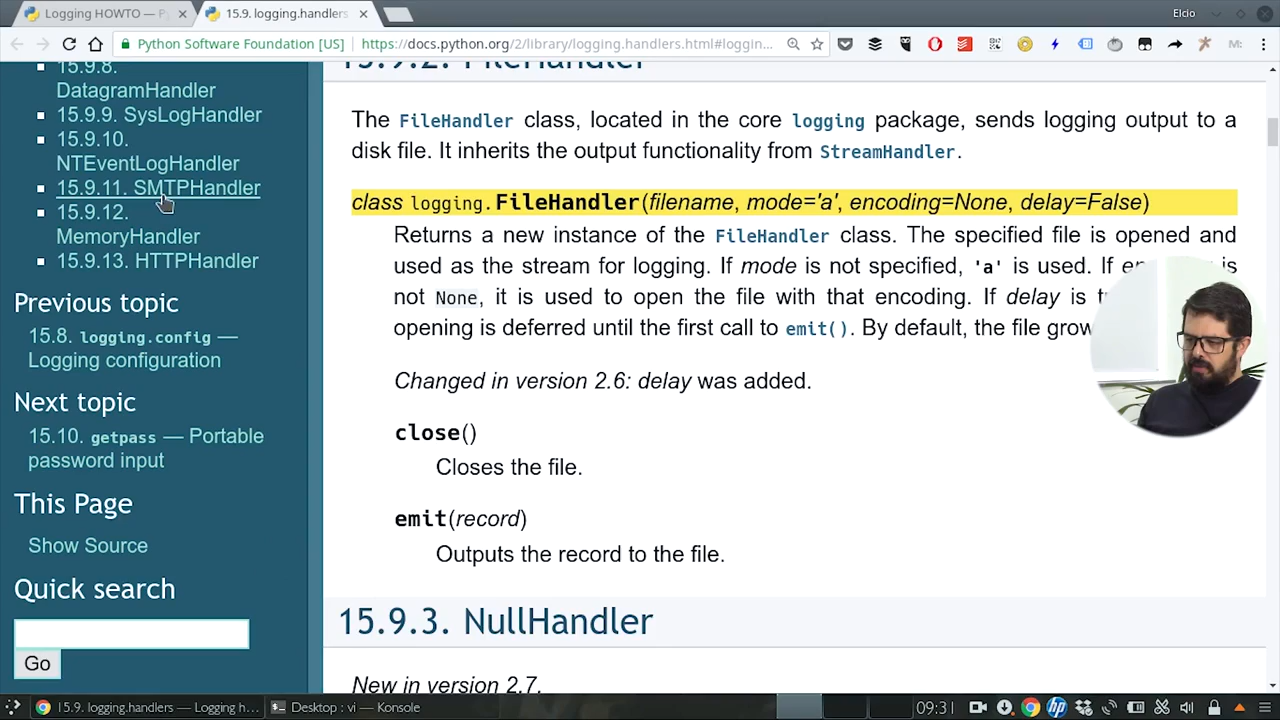 Logging HOWTO — P
15.9. logging.handlers
Elcio
Python Software Foundation [US]
https://docs.python.org/2/library/logging.handlers.html#loggin...
15.9.8.
DatagramHandler
15.9.9. SysLogHandler
15.9.10.
NTEventLogHandler
15.9.11. SMTPHandler
15.9.12.
MemoryHandler
15.9.13. HTTPHandler
Previous topic
15.8. logging.config —
Logging configuration
Next topic
15.10. getpass — Portable
password input
This Page
Show Source
Quick search
Go
15.9.2. FileHandler
The FileHandler class, located in the core logging package, sends logging output to a
disk file. It inherits the output functionality from StreamHandler.
class logging.FileHandler(filename, mode='a', encoding=None, delay=False)
Returns a new instance of the FileHandler class. The specified file is opened and
used as the stream for logging. If mode is not specified, 'a' is used. If is
not None, it is used to open the file with that encoding. If delay is
opening is deferred until the first call to emit(). By default, the file grow
Changed in version 2.6: delay was added.
close()
Closes the file.
emit(record)
Outputs the record to the file.
15.9.3. NullHandler
New in version 2.7.
15.9. logging.handlers — Logging h...
Desktop : vi — Konsole
09:31